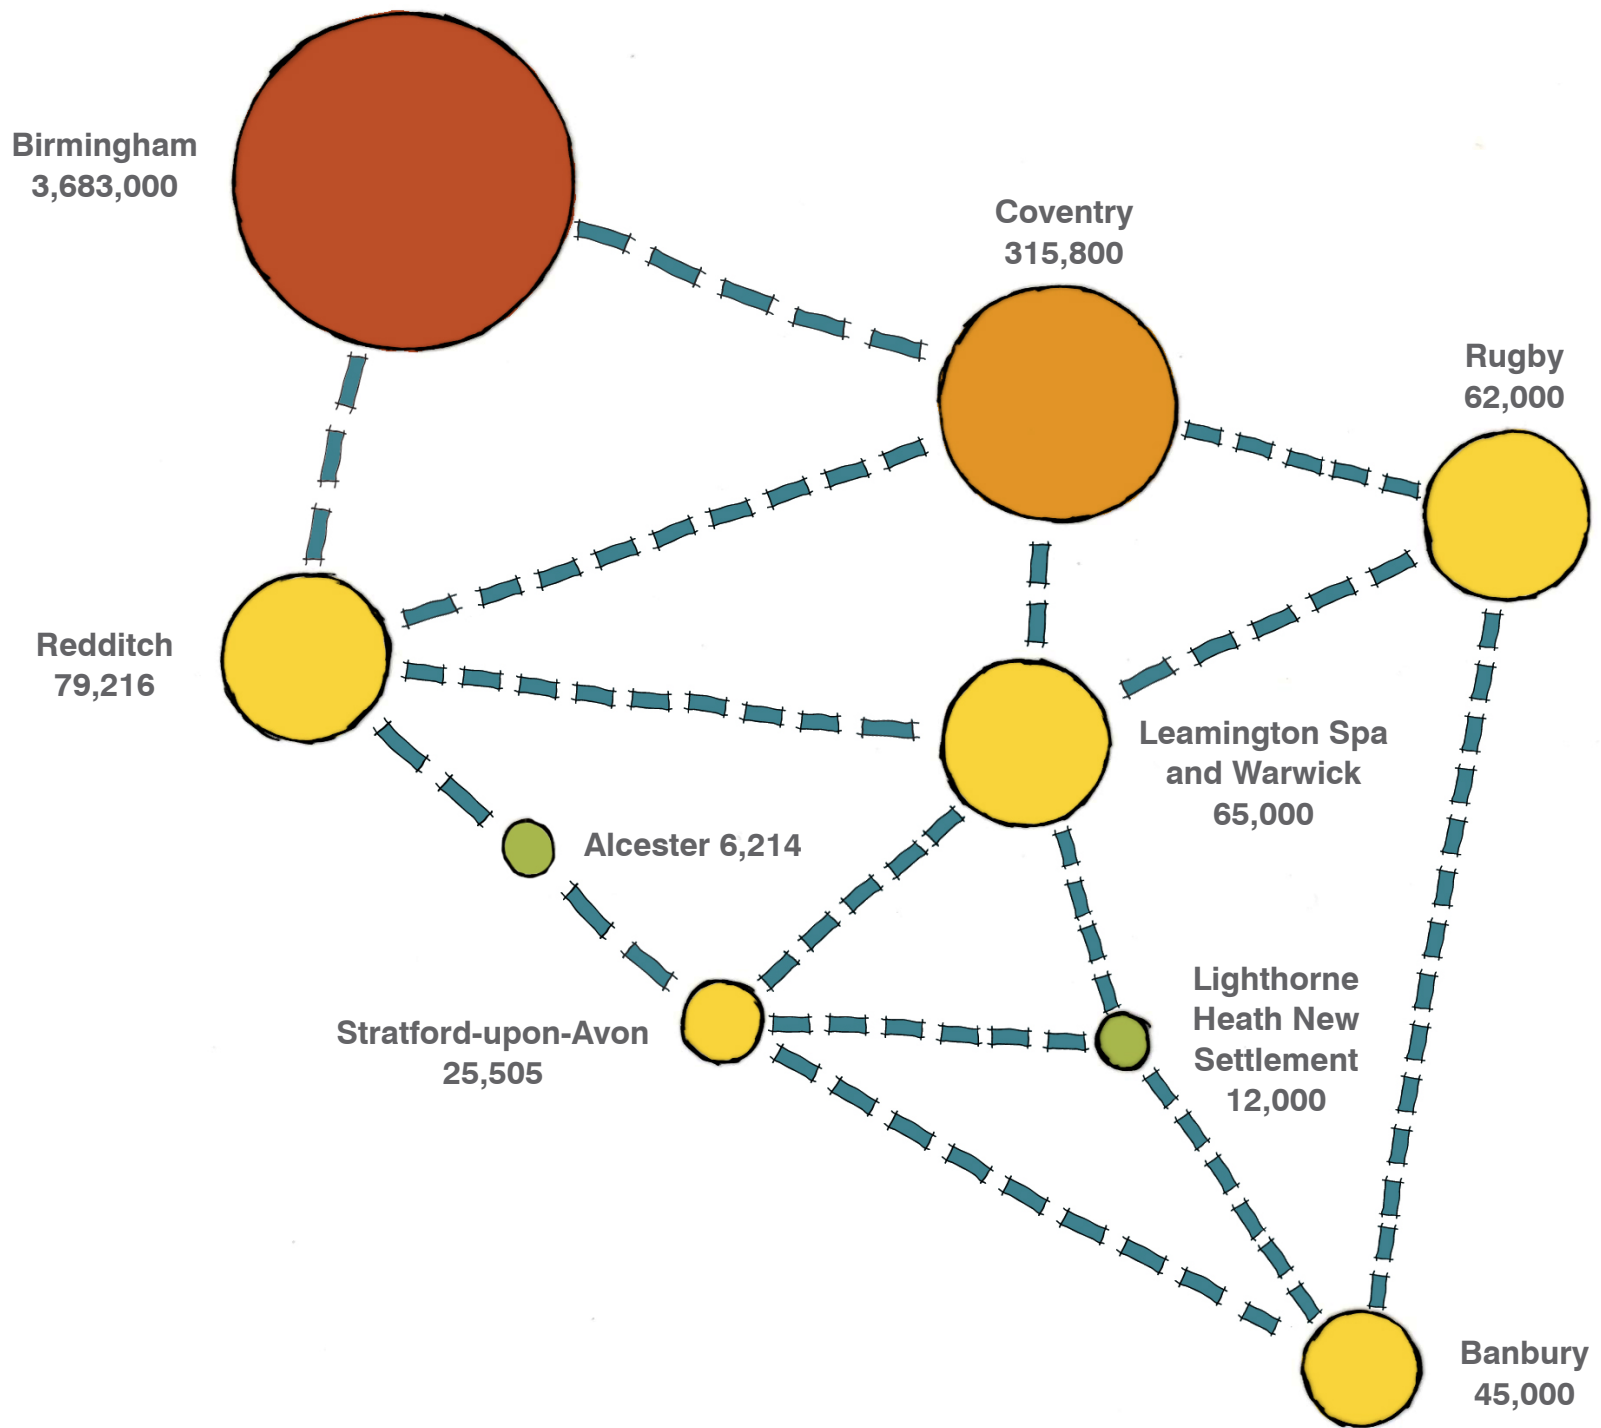 Birmingham
3,683,000
Coventry
315,800
Rugby
62,000
Redditch
79,216
Leamington Spa
and Warwick
65,000
Alcester 6,214
Lighthorne
Heath New
Settlement
12,000
Stratford-upon-Avon
25,505
Banbury
45,000